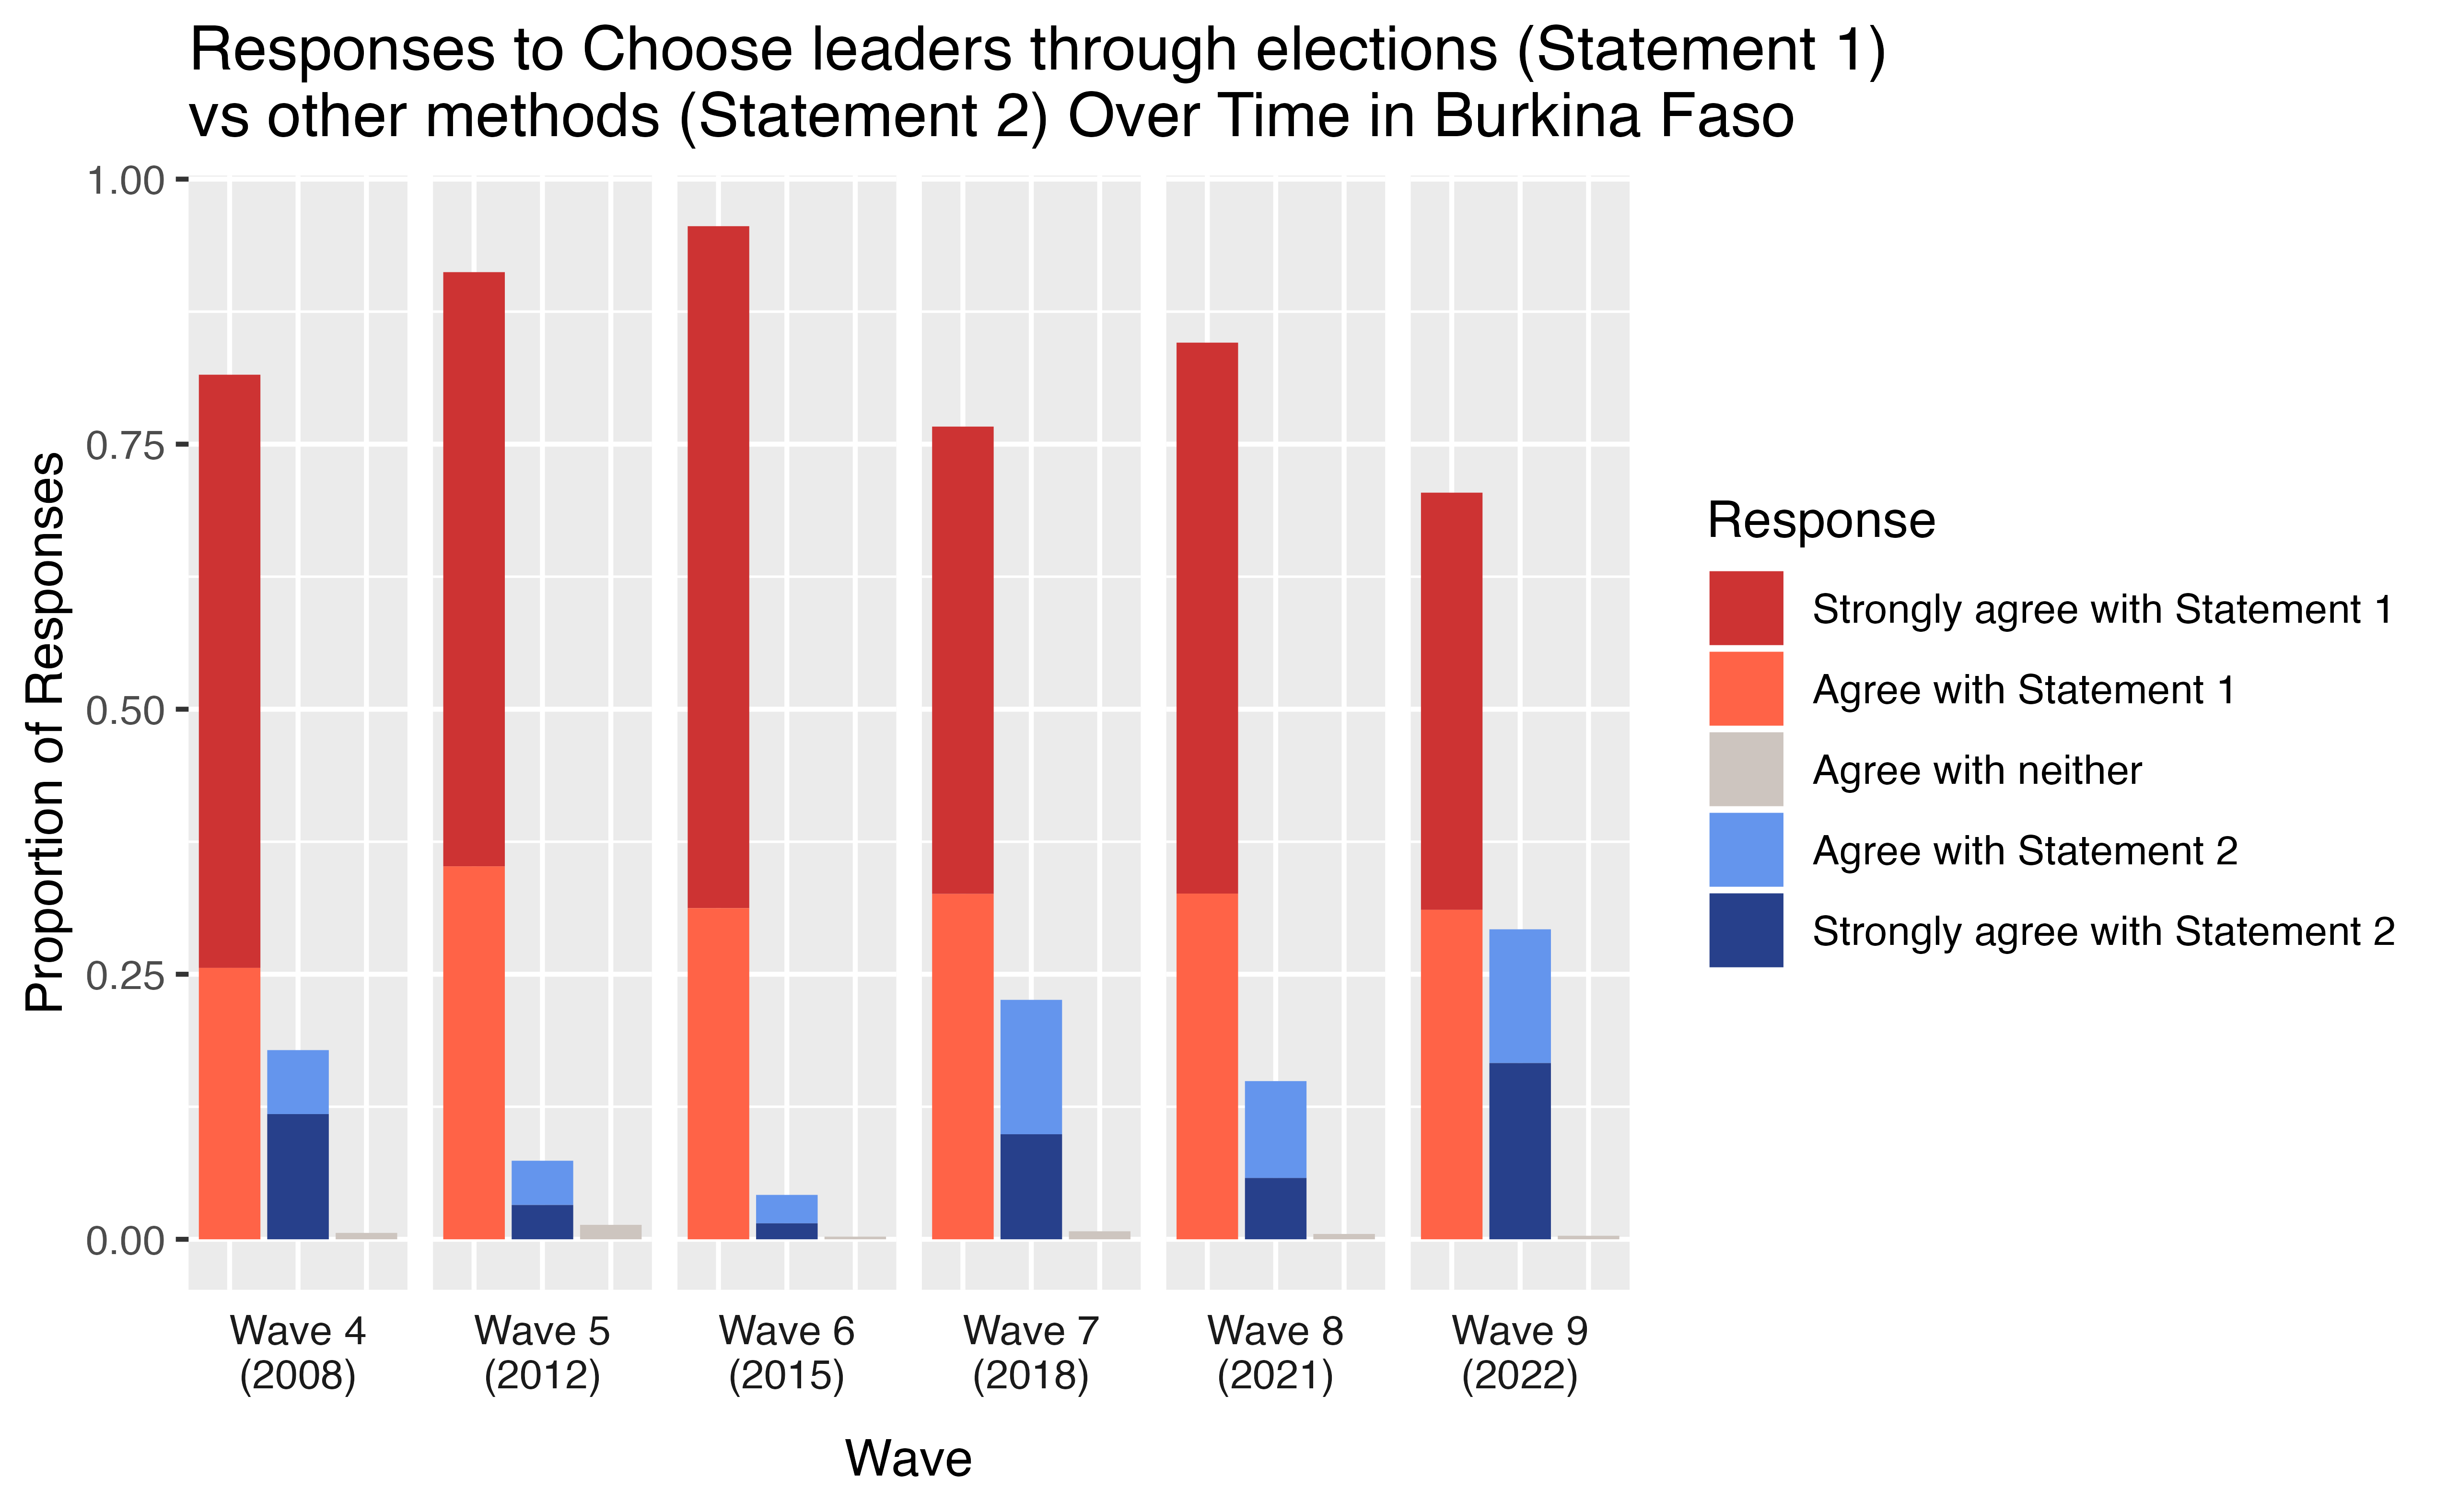 Responses to Choose leaders through elections (Statement 1)
vs other methods (Statement 2) Over Time in Burkina Faso
1.00
0.75
0.50
0.25
0.00
Proportion of Responses
Wave 4
(2008)
Wave 5
(2012)
Wave 6
(2015)
Wave 7
(2018)
Wave 8
(2021)
Wave 9
(2022)
Wave
Response
Strongly agree with Statement 1
Agree with Statement 1
Agree with neither
Agree with Statement 2
Strongly agree with Statement 2